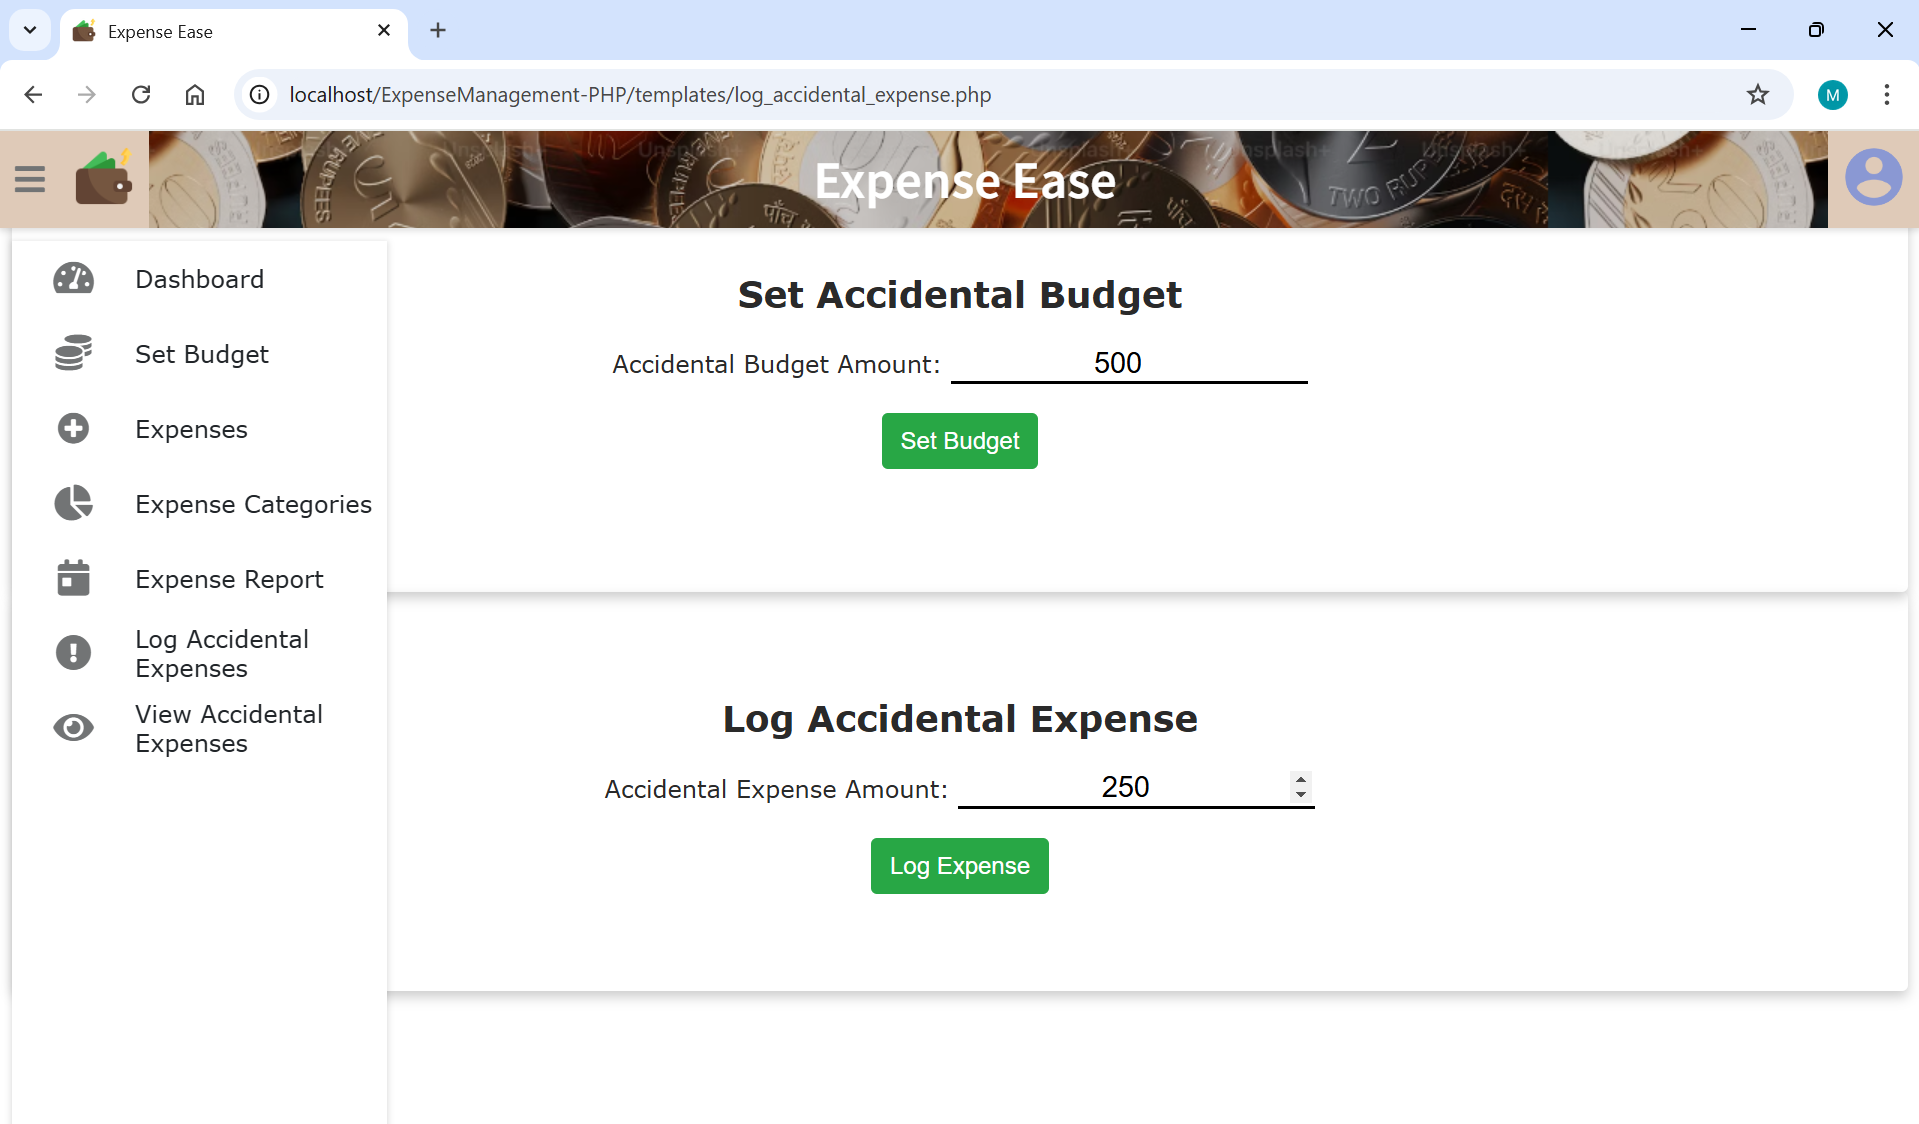 Expense Ease
localhost/ExpenseManagement-PHP/templates/log_accidental_expense.php
M
Expense Ease
TWO RUP
पाँच
Dashboard
Set Budget
Expenses
Expense Categories
Expense Report
Log Accidental
Expenses
View Accidental
Expenses
Set Accidental Budget
Accidental Budget Amount: 500
Set Budget
Log Accidental Expense
Accidental Expense Amount: 250
Log Expense